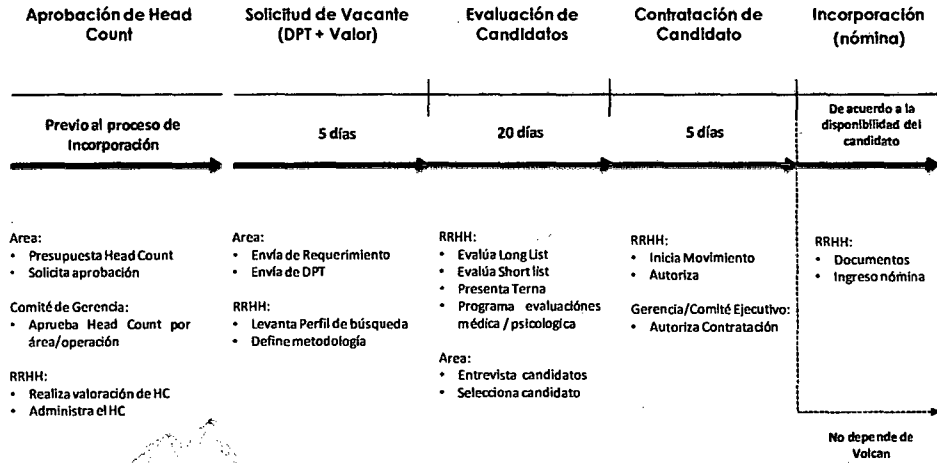 Aprobación de Head
Count
Solicitud de Vacante
(DPT + Valor)
Evaluación de
Candidatos
Contratación de
Candidato
Incorporación
(nómina)
Previo al proceso de
Incorporación
5 días
20 días
5 días
De acuerdo a la
disponibilidad del
candidato
Area:
• Presupuesta Head Count
• Solicita aprobación
Comité de Gerencia:
• Aprueba Head Count por
área/operación
RRHH:
• Realiza valoración de HC
• Administra el HC
Area:
• Envía de Requerimiento
• Envía de DPT
RRHH:
• Levanta Perfil de búsqueda
• Define metodología
RRHH:
• Evalúa Long List
• Evalúa Short list
• Presenta Terna
• Programa evaluaciónes
médica / psicologica
Area:
• Entrevista candidatos
• Selecciona candidato
RRHH:
• Inicia Movimiento
• Autoriza
Gerencia/Comité Ejecutivo:
• Autoriza Contratación
RRHH:
• Documentos
• Ingreso nómina
No depende de
Volcan